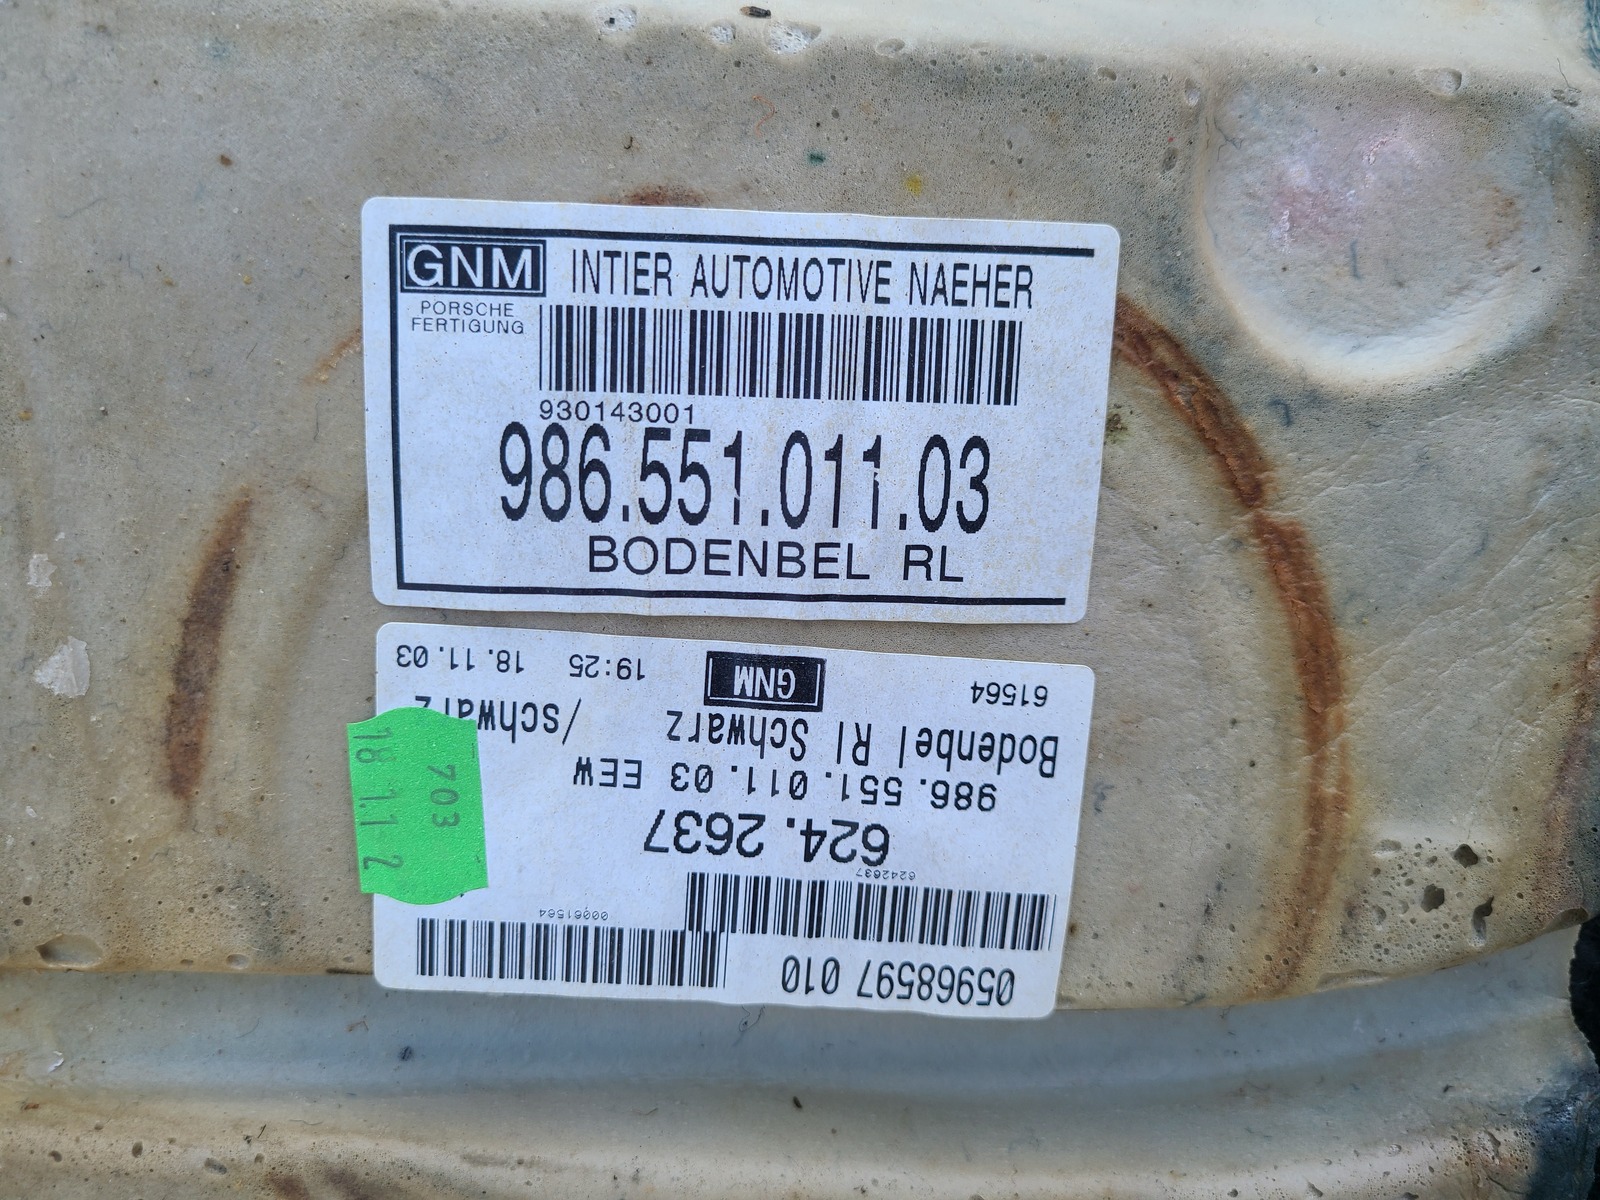 GNM INTIER AUTOMOTIVE NAEHER
PORSCHE
FERTIGUNG
930143001
986.551.011.03
BODENBEL RL
61564 GNM 19:25 18.11.03
Bodenbel Rl Schwarz /schwarz
986.551.011.03 EEW
624.2637
6242637
00061564
05968597 010
703
18 11 2